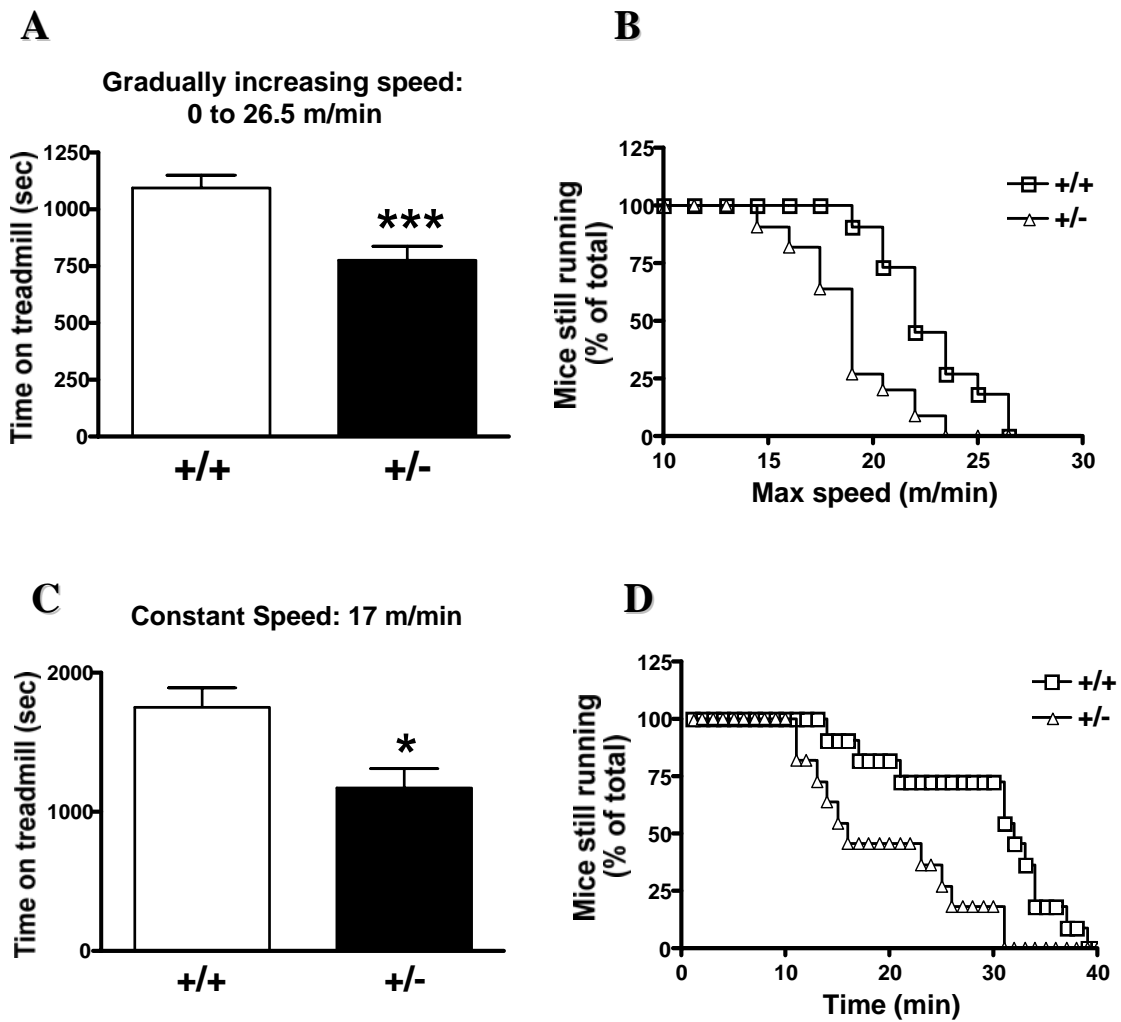 A
Gradually increasing speed:
0 to 26.5 m/min
Time on treadmill (sec)
1250
1000
750
500
250
0
***
+/+
+/-
B
Mice still running
(% of total)
125
100
75
50
25
0
10
15
20
25
30
Max speed (m/min)
+/+
+/-
C
Constant Speed: 17 m/min
Time on treadmill (sec)
2000
1000
0
*
+/+
+/-
D
Mice still running
(% of total)
125
100
75
50
25
0
0
10
20
30
40
Time (min)
+/+
+/-